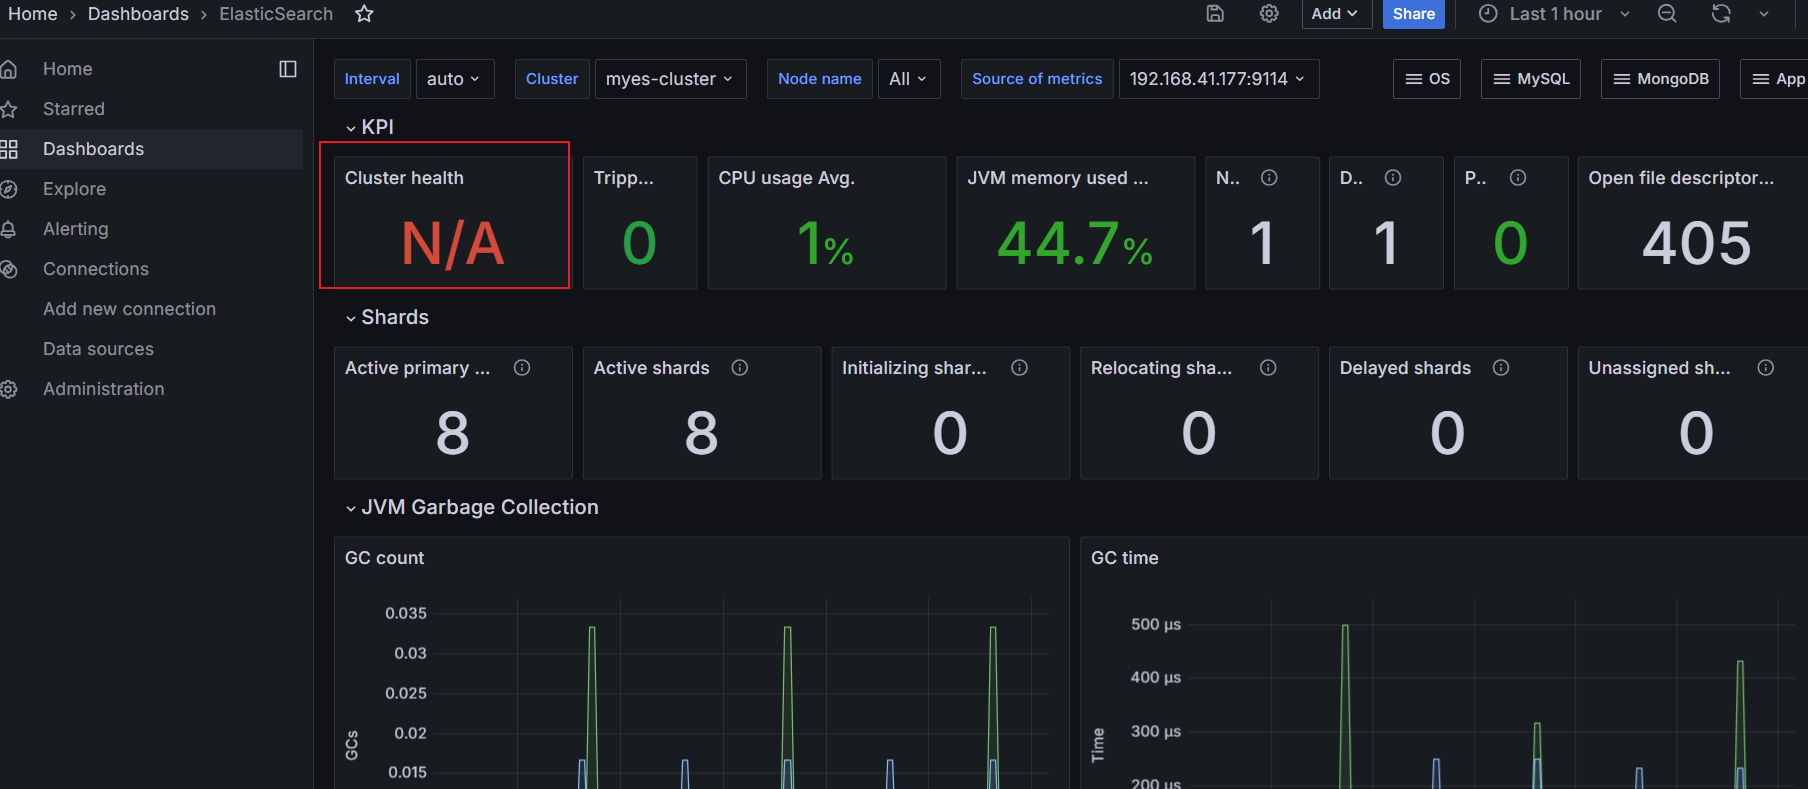 Home › Dashboards › ElasticSearch
Add
Share
Last 1 hour
Home
Starred
Dashboards
Explore
Alerting
Connections
Add new connection
Data sources
Administration
Interval auto Cluster myes-cluster Node name All Source of metrics 192.168.41.177:9114 OS MySQL MongoDB App
KPI
Cluster health
N/A
Tripp...
0
CPU usage Avg.
1%
JVM memory used ...
44.7%
N..
1
D..
1
P..
0
Open file descriptor...
405
Shards
Active primary ...
8
Active shards
8
Initializing shar...
0
Relocating sha...
0
Delayed shards
0
Unassigned sh...
0
JVM Garbage Collection
GC count
0.035
0.03
0.025
0.02
0.015
GCs
GC time
500 µs
400 µs
300 µs
200 µs
Time